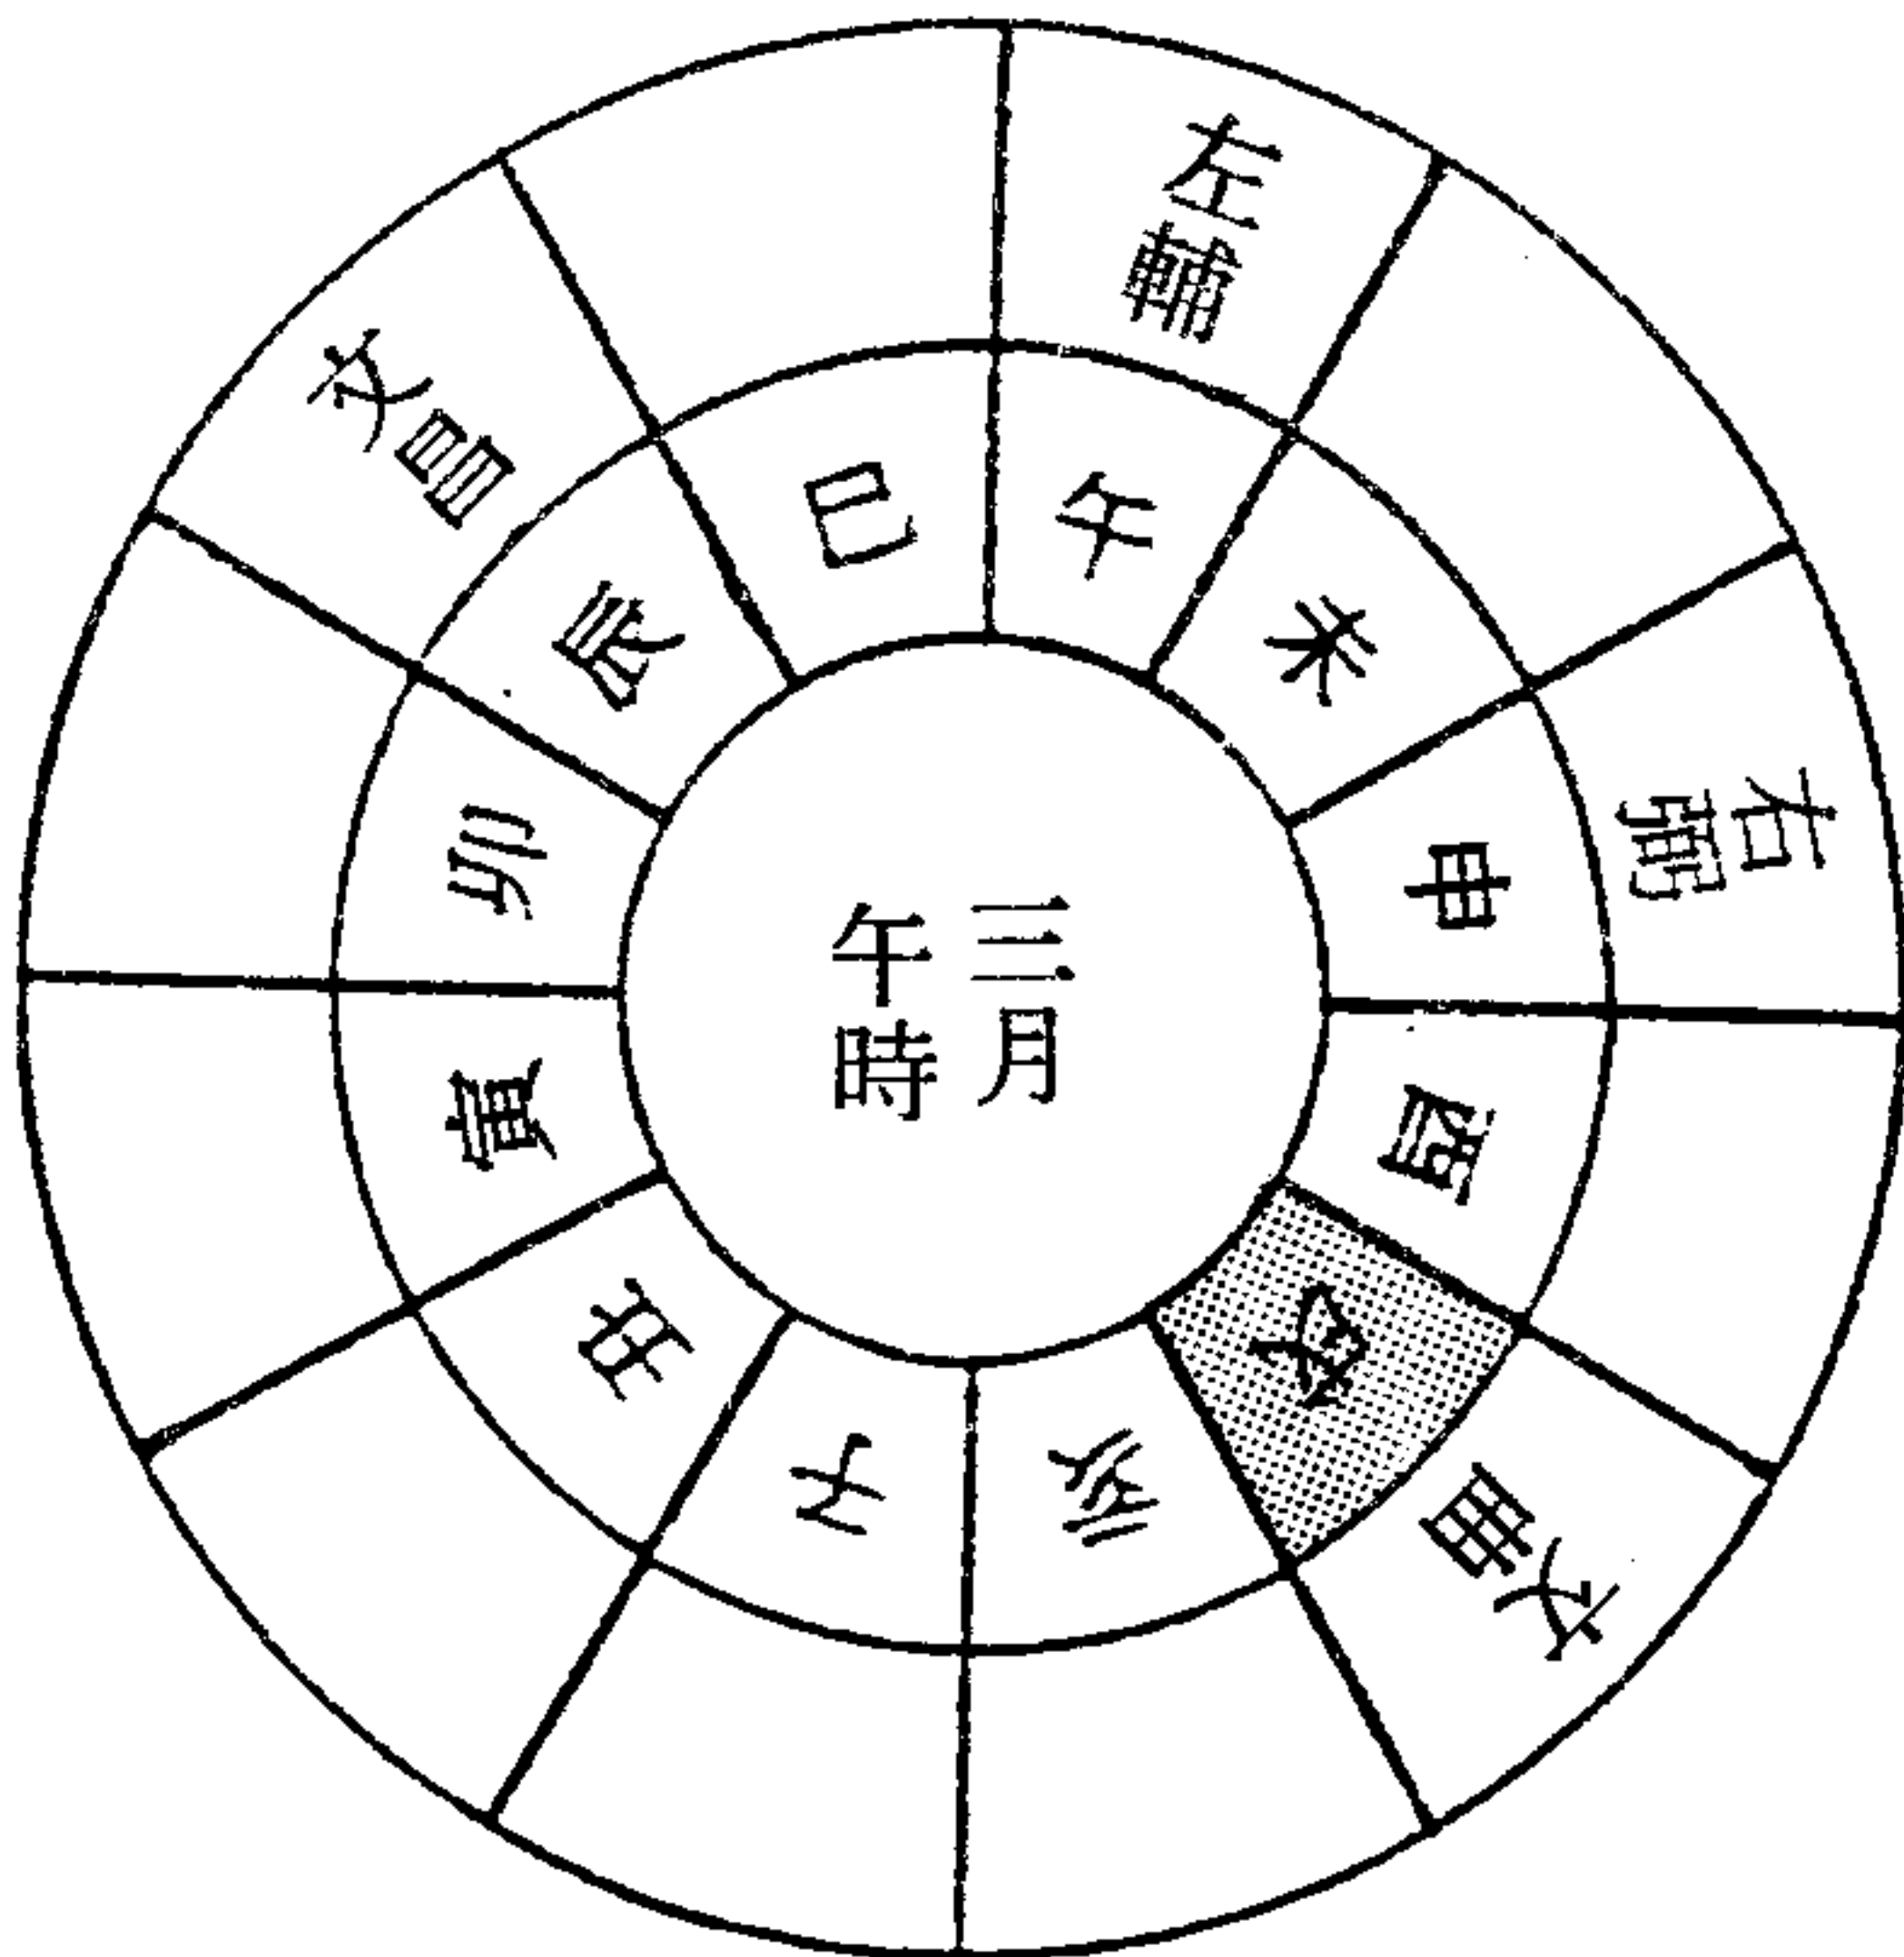 左輔
右弼
文曲
文昌
午
未
申
酉
命
亥
子
丑
寅
卯
辰
巳
三月
午時